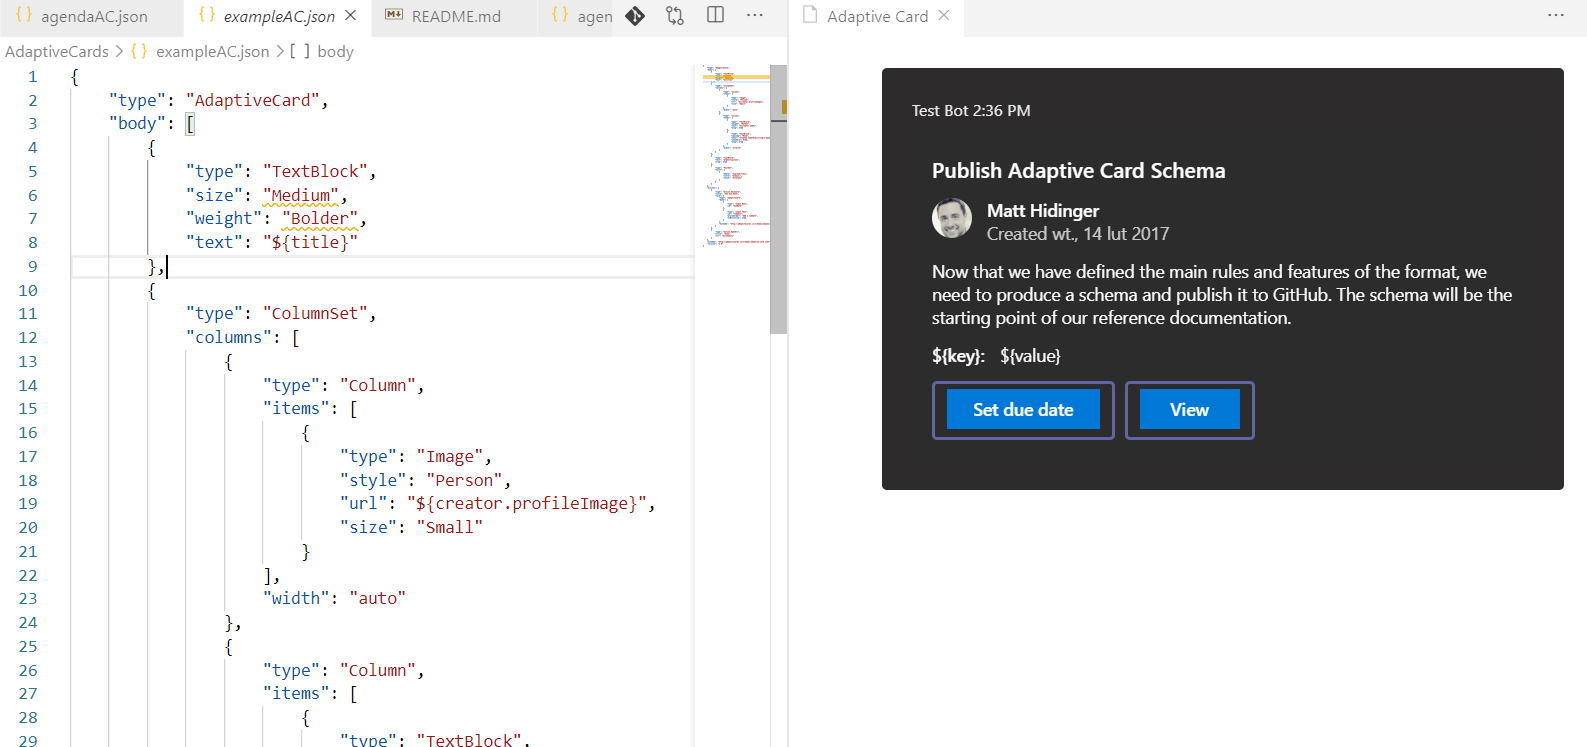 {} agendaAC.json
{} exampleAC.json
README.md
{} agen
AdaptiveCards > {} exampleAC.json > [ ] body
1 {
2 "type": "AdaptiveCard",
3 "body": [
4 {
5 "type": "TextBlock",
6 "size": "Medium",
7 "weight": "Bolder",
8 "text": "${title}"
9 },
10 {
11 "type": "ColumnSet",
12 "columns": [
13 {
14 "type": "Column",
15 "items": [
16 {
17 "type": "Image",
18 "style": "Person",
19 "url": "${creator.profileImage}",
20 "size": "Small"
21 }
22 ],
23 "width": "auto"
24 },
25 {
26 "type": "Column",
27 "items": [
28 {
29 "type": "TextBlock",
Adaptive Card
Test Bot 2:36 PM
Publish Adaptive Card Schema
Matt Hidinger
Created wt., 14 lut 2017
Now that we have defined the main rules and features of the format, we
need to produce a schema and publish it to GitHub. The schema will be the
starting point of our reference documentation.
${key}: ${value}
Set due date
View